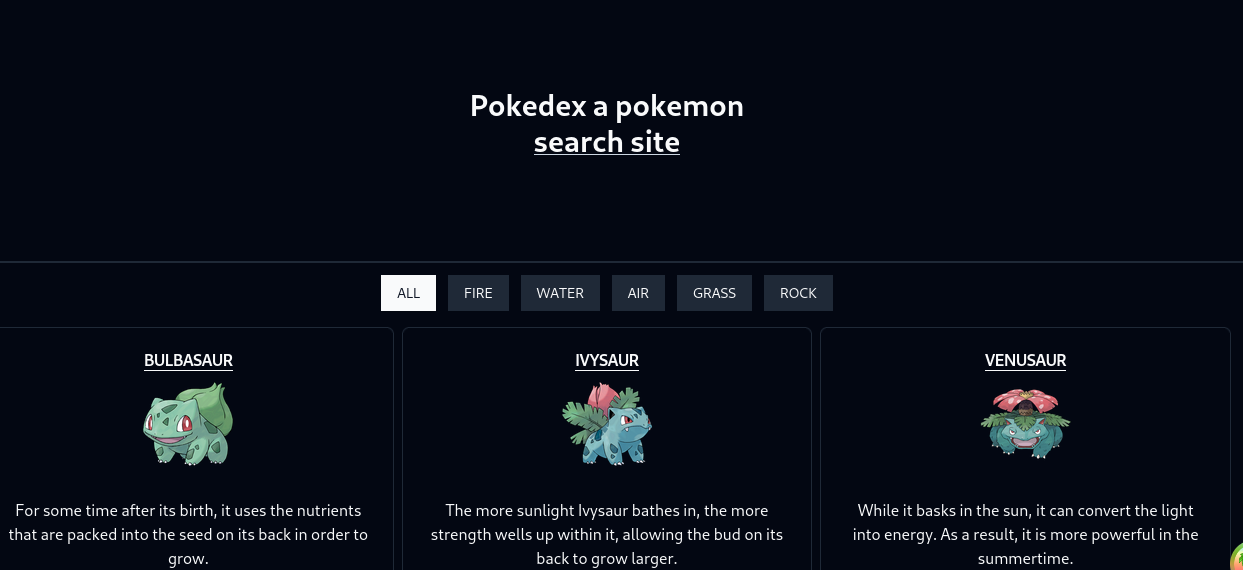 Pokedex a pokemon
search site
ALL FIRE WATER AIR GRASS ROCK
BULBASAUR
For some time after its birth, it uses the nutrients
that are packed into the seed on its back in order to
grow.
IVYSAUR
The more sunlight Ivysaur bathes in, the more
strength wells up within it, allowing the bud on its
back to grow larger.
VENUSAUR
While it basks in the sun, it can convert the light
into energy. As a result, it is more powerful in the
summertime.